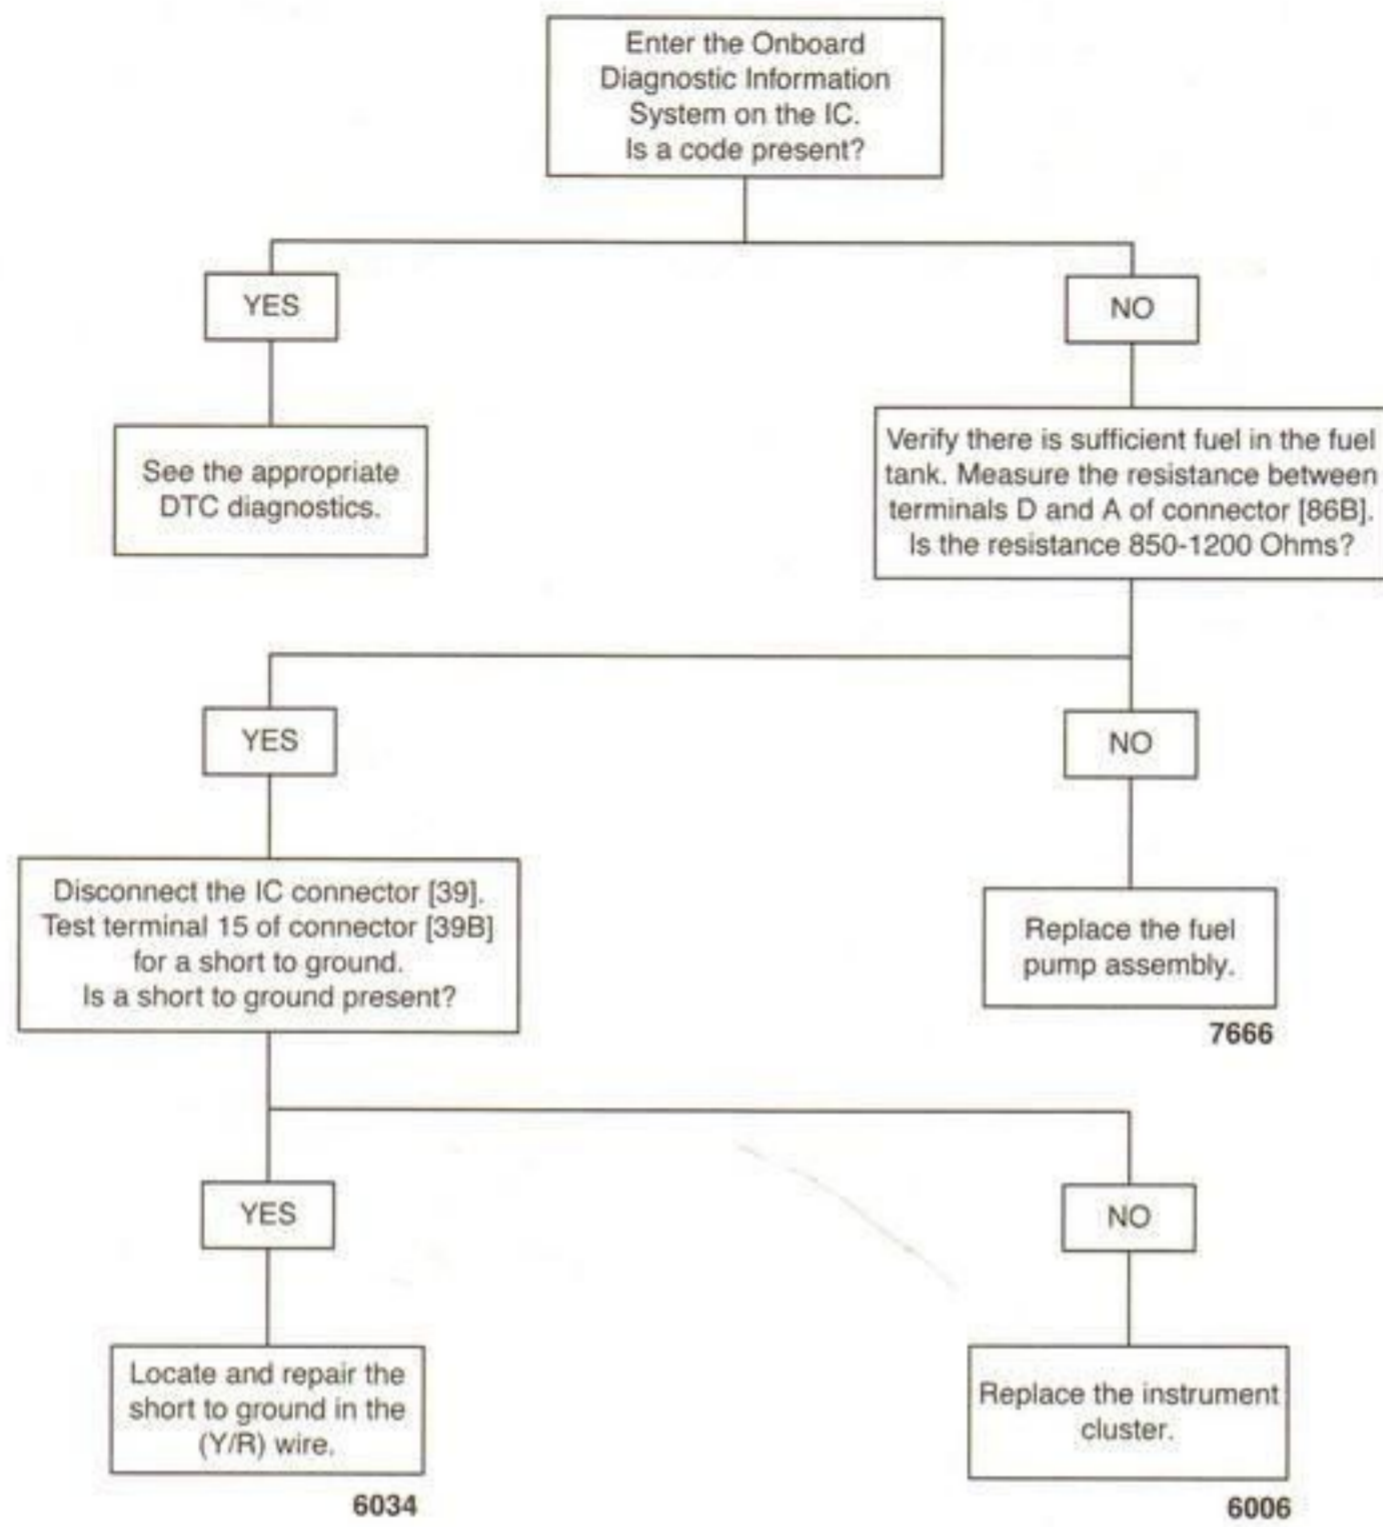 Enter the Onboard
Diagnostic Information
System on the IC.
Is a code present?
YES
NO
See the appropriate
DTC diagnostics.
Verify there is sufficient fuel in the fuel
tank. Measure the resistance between
terminals D and A of connector [86B].
Is the resistance 850-1200 Ohms?
YES
NO
Disconnect the IC connector [39].
Test terminal 15 of connector [39B]
for a short to ground.
Is a short to ground present?
Replace the fuel
pump assembly.
7666
YES
NO
Locate and repair the
short to ground in the
(Y/R) wire.
6034
Replace the instrument
cluster.
6006